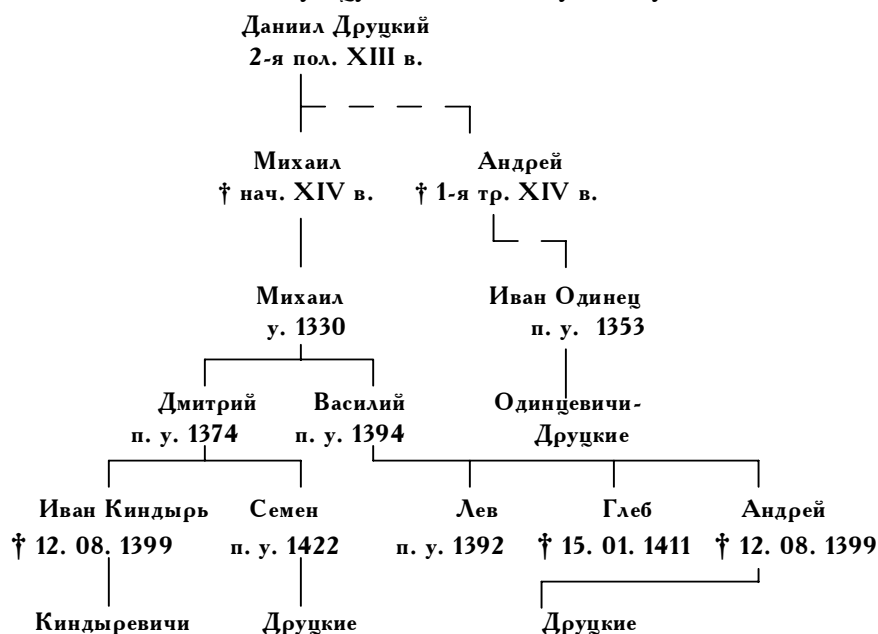 Даниил Друцкий
2-я пол. XIII в.
Михаил Андрей
† нач. XIV в. † 1-я тр. XIV в.
Михаил Иван Одинец
у. 1330 п. у. 1353
Дмитрий Василий Одинцевичи-
п. у. 1374 п. у. 1394 Друцкие
Иван Киндырь Семен Лев Глеб Андрей
† 12. 08. 1399 п. у. 1422 п. у. 1392 † 15. 01. 1411 † 12. 08. 1399
Киндыревичи Друцкие Друцкие